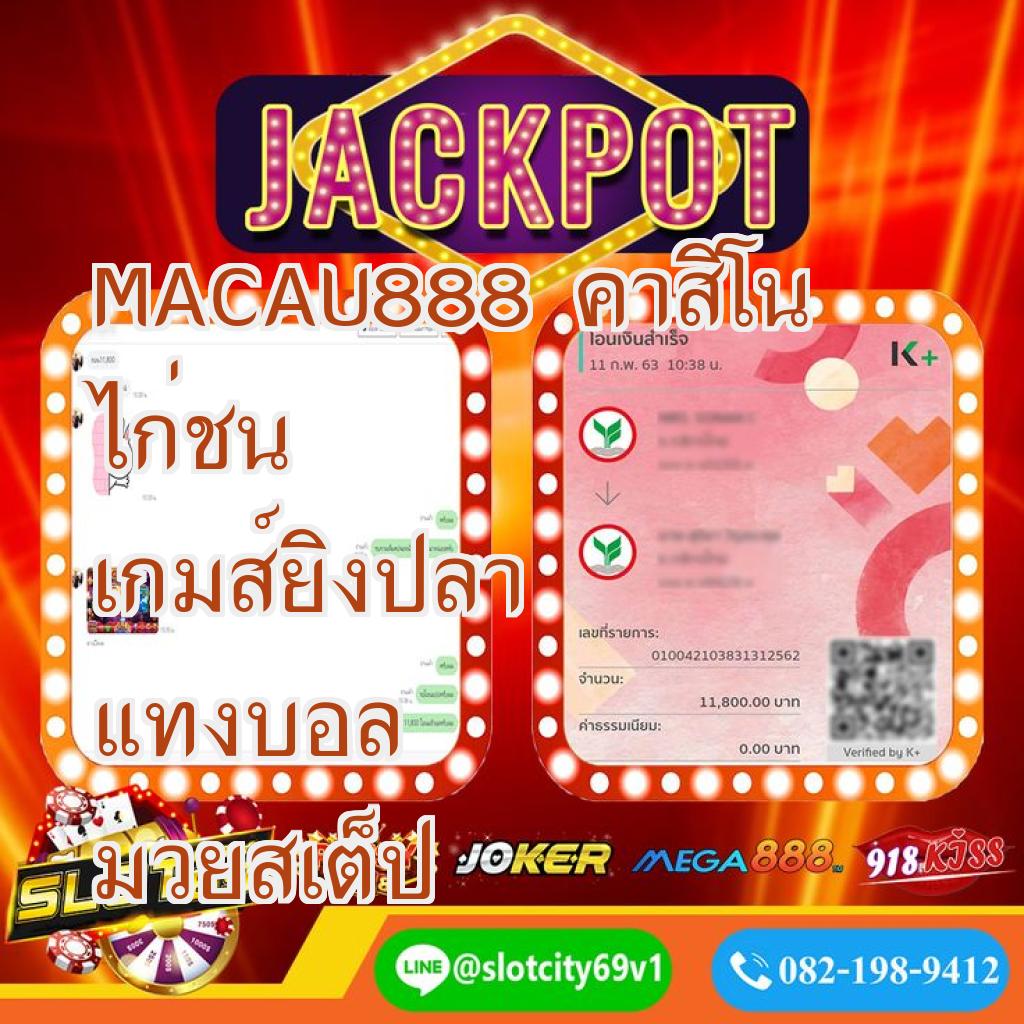 JACKPOT
MACAU888 คาสิโน
ไก่ชน
เกมส์ยิงปลา
แทงบอล
มวยสเต็ป
โอนเงินสำเร็จ
11 ก.พ. 63 10:38 น.
K+
เลขที่รายการ:
010042103831312562
จำนวน:
11,800.00 บาท
ค่าธรรมเนียม:
0.00 บาท
Verified by K+
JOKER
MEGA888
918KISS
LINE @slotcity69v1
082-198-9412